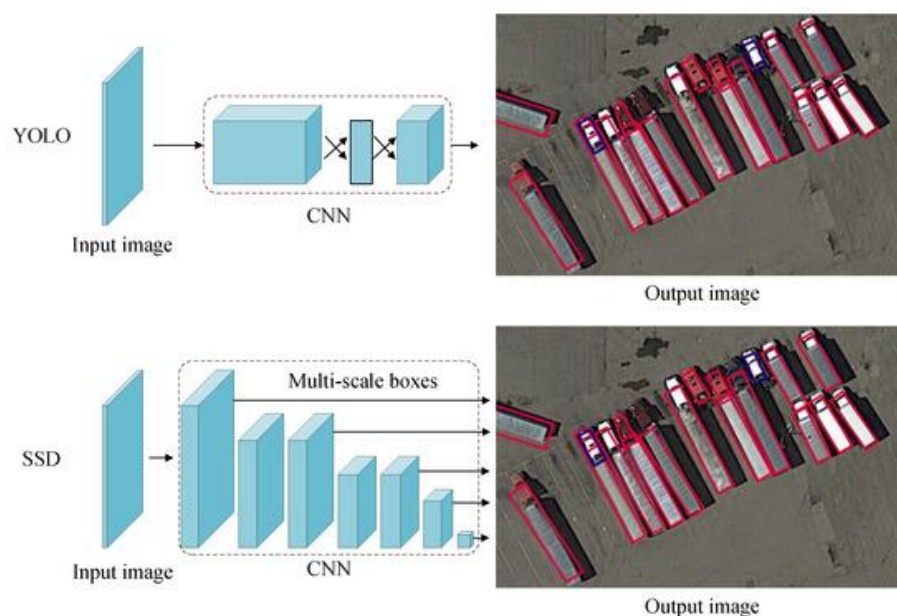 YOLO
Input image
CNN
Output image
SSD
Multi-scale boxes
Input image
CNN
Output image